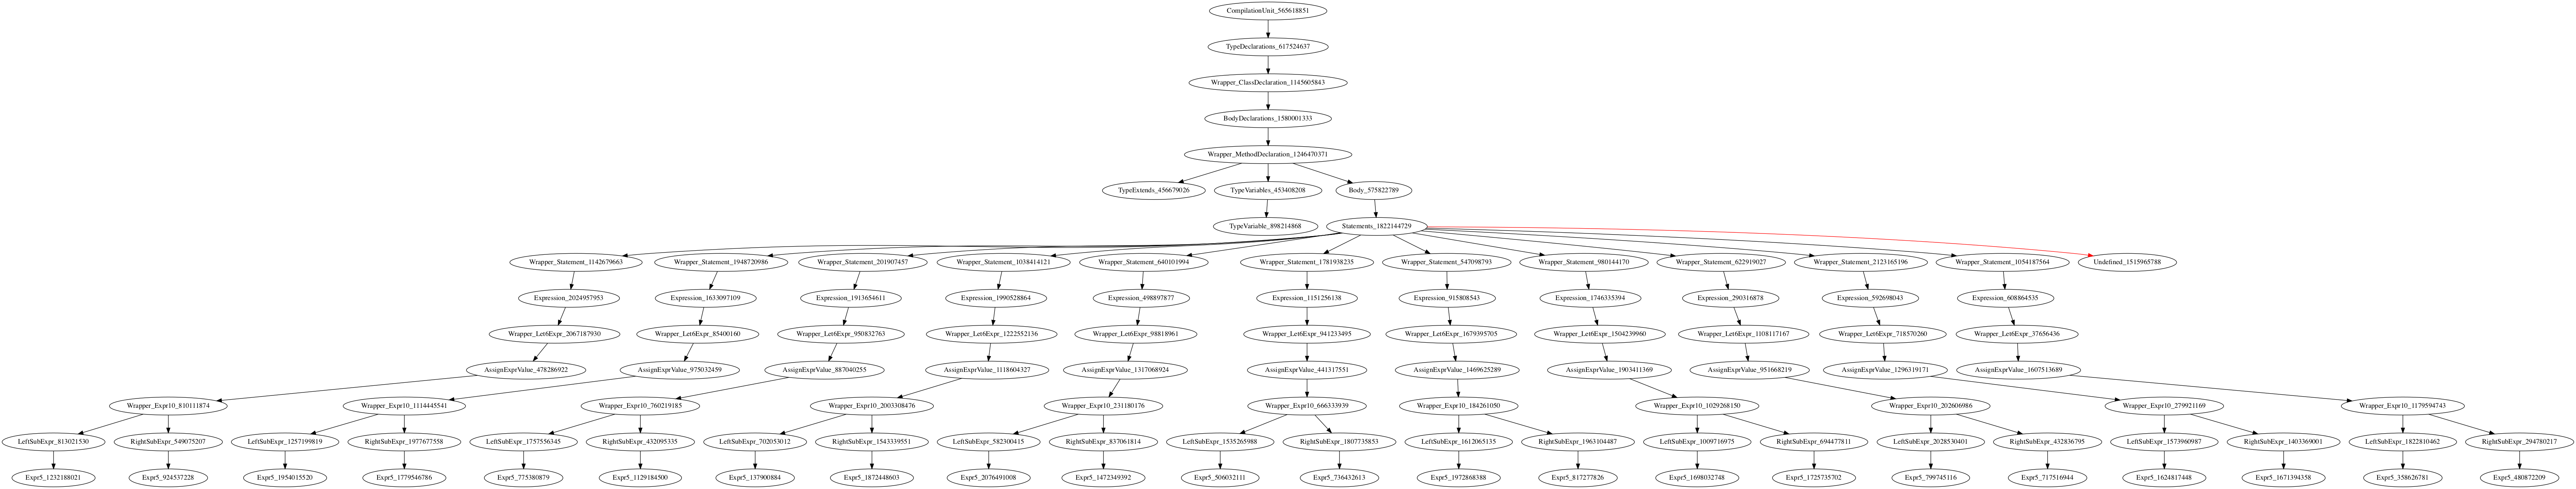 CompilationUnit_565618851
TypeDeclarations_617524637
Wrapper_ClassDeclaration_1145605843
BodyDeclarations_1580001333
Wrapper_MethodDeclaration_1246470371
TypeExtends_456679026 TypeVariables_453408208 Body_575822789
TypeVariable_898214868 Statements_1822144729
Wrapper_Statement_1142679663 Wrapper_Statement_1948720986 Wrapper_Statement_201907457 Wrapper_Statement_1038414121 Wrapper_Statement_640101994 Wrapper_Statement_1781938235 Wrapper_Statement_547098793 Wrapper_Statement_980144170 Wrapper_Statement_622919027 Wrapper_Statement_2123165196 Wrapper_Statement_1054187564 Undefined_1515965788
Expression_2024957953 Expression_1633097109 Expression_1913654611 Expression_1990528864 Expression_498897877 Expression_1151256138 Expression_915808543 Expression_1746335394 Expression_290316878 Expression_592698043 Expression_608864535
Wrapper_Let6Expr_2067187930 Wrapper_Let6Expr_85400160 Wrapper_Let6Expr_950832763 Wrapper_Let6Expr_1222552136 Wrapper_Let6Expr_98818961 Wrapper_Let6Expr_941233495 Wrapper_Let6Expr_1679395705 Wrapper_Let6Expr_1504239960 Wrapper_Let6Expr_1108117167 Wrapper_Let6Expr_718570260 Wrapper_Let6Expr_37656436
AssignExprValue_478286922 AssignExprValue_975032459 AssignExprValue_887040255 AssignExprValue_1118604327 AssignExprValue_1317068924 AssignExprValue_441317551 AssignExprValue_1469625289 AssignExprValue_1903411369 AssignExprValue_951668219 AssignExprValue_1296319171 AssignExprValue_1607513689
Wrapper_Expr10_810111874 Wrapper_Expr10_1114445541 Wrapper_Expr10_760219185 Wrapper_Expr10_2003308476 Wrapper_Expr10_231180176 Wrapper_Expr10_666333939 Wrapper_Expr10_184261050 Wrapper_Expr10_1029268150 Wrapper_Expr10_202606986 Wrapper_Expr10_279921169 Wrapper_Expr10_1179594743
LeftSubExpr_813021530 RightSubExpr_549075207 LeftSubExpr_1257199819 RightSubExpr_1977677558 LeftSubExpr_1757556345 RightSubExpr_432095335 LeftSubExpr_702053012 RightSubExpr_1543339551 LeftSubExpr_582300415 RightSubExpr_837061814 LeftSubExpr_1535265988 RightSubExpr_1807735853 LeftSubExpr_1612065135 RightSubExpr_1963104487 LeftSubExpr_1009716975 RightSubExpr_694477811 LeftSubExpr_2028530401 RightSubExpr_432836795 LeftSubExpr_1573960987 RightSubExpr_1403369001 LeftSubExpr_1822810462 RightSubExpr_294780217
Expr5_1232188021 Expr5_924537228 Expr5_1954015520 Expr5_1779546786 Expr5_775380879 Expr5_1129184500 Expr5_137900884 Expr5_1872448603 Expr5_2076491008 Expr5_1472349392 Expr5_506032111 Expr5_736432613 Expr5_1972868388 Expr5_817277826 Expr5_1698032748 Expr5_1725735702 Expr5_799745116 Expr5_717516944 Expr5_1624817448 Expr5_1671394358 Expr5_358626781 Expr5_480872209